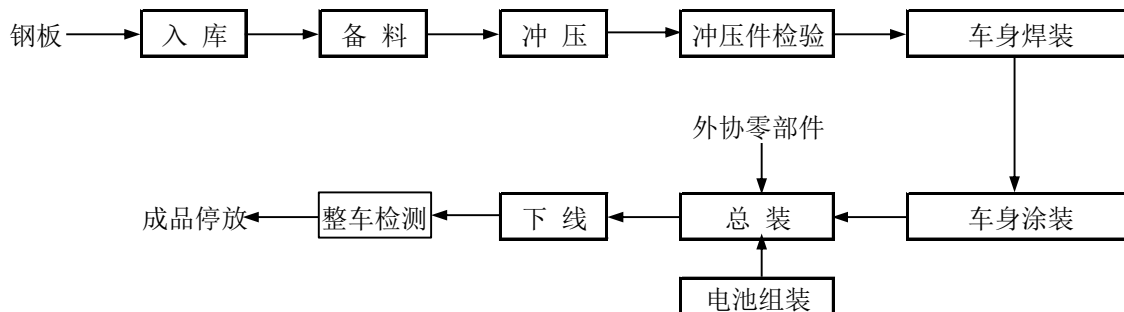 钢板
入 库
备 料
冲 压
冲压件检验
车身焊装
外协零部件
成品停放
整车检测
下 线
总 装
车身涂装
电池组装